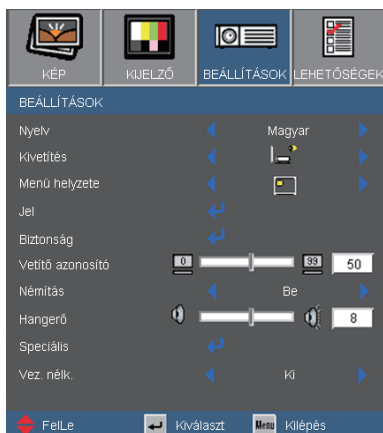 KÉP KIJELZŐ BEÁLLÍTÁSOK LEHETŐSÉGEK
BEÁLLÍTÁSOK
Nyelv Magyar
Kivetítés
Menü helyzete
Jel
Biztonság
Vetítő azonosító 0 99 50
Némítás Be
Hangerő 8
Speciális
Vez. nélk. Ki
FelLe Kiválaszt Menu Kilépés